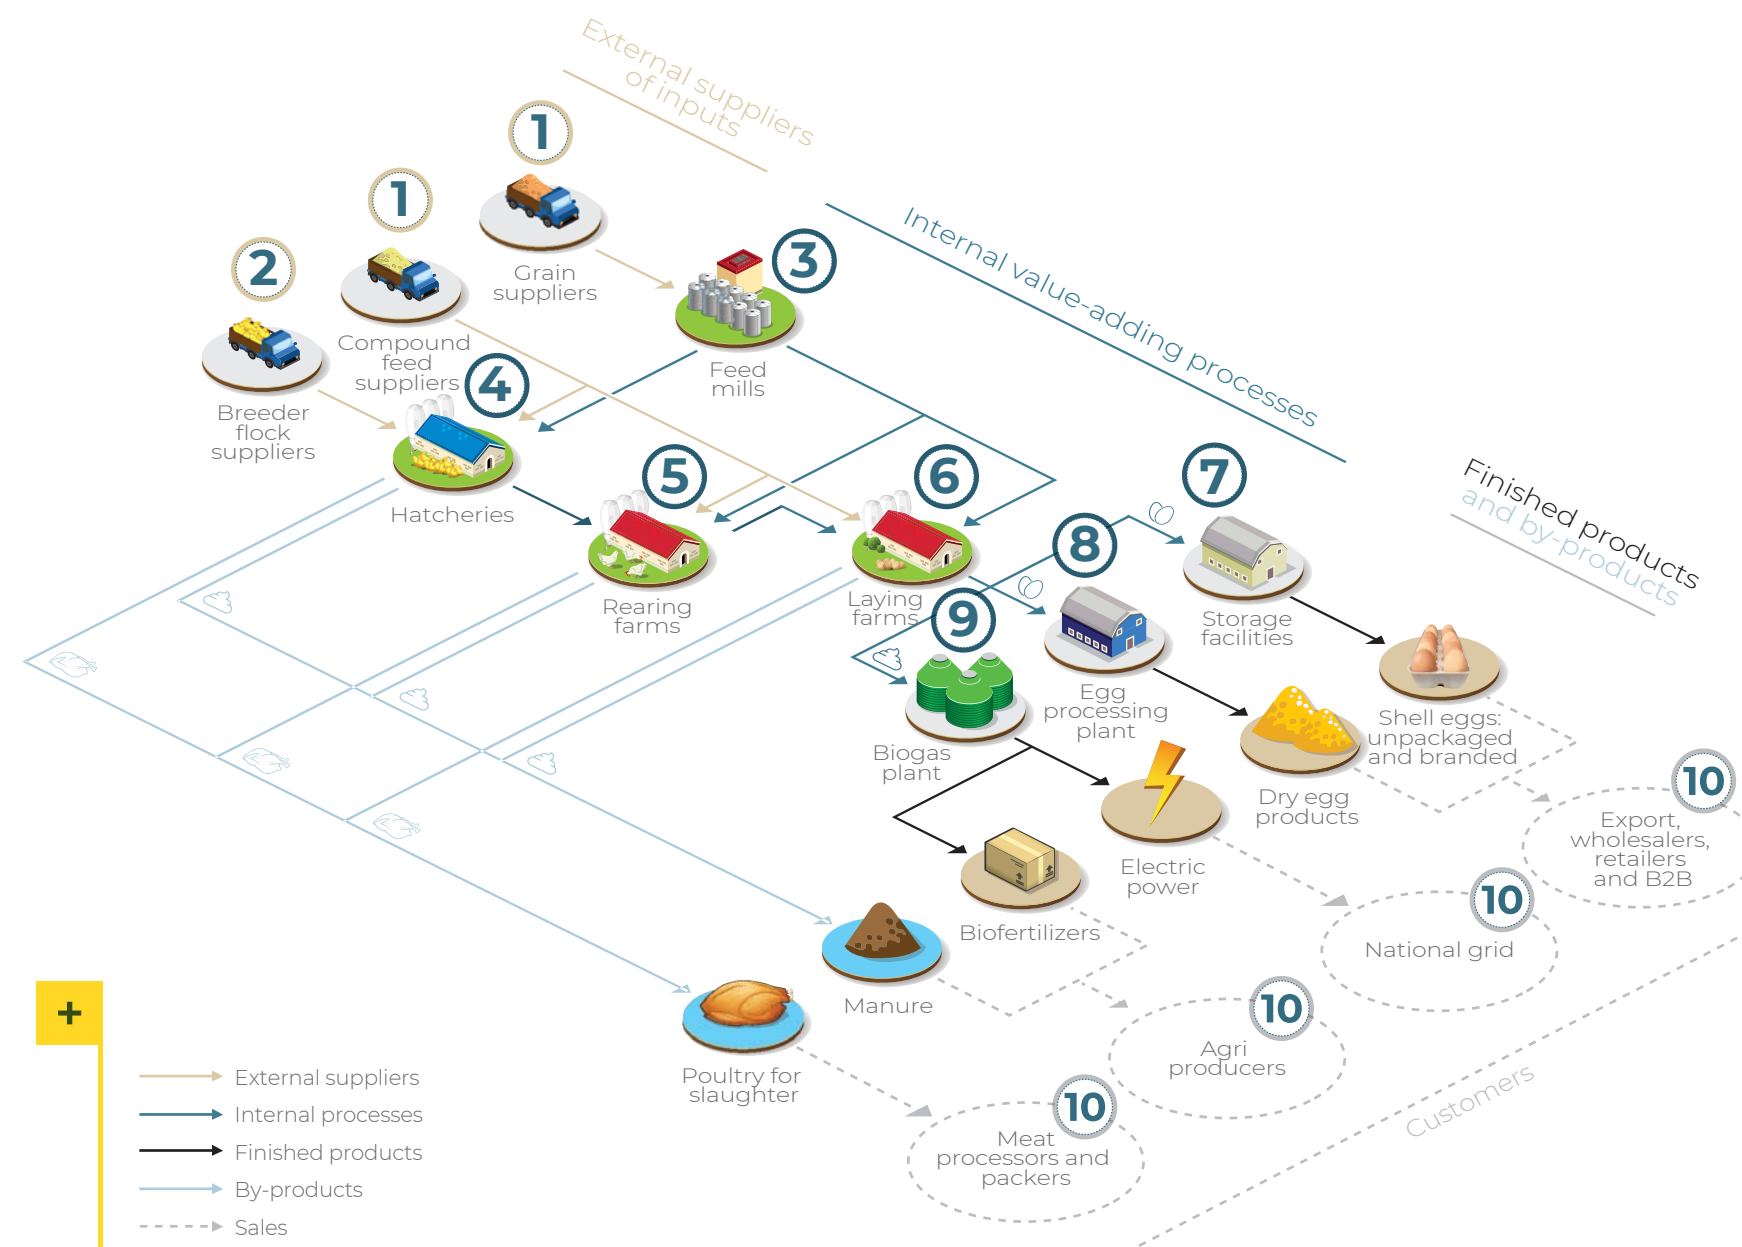 External suppliers
of inputs
1
1
Grain
suppliers
2
3
Internal value-adding processes
Compound
feed
suppliers
4
Feed
mills
Breeder
flock
suppliers
Hatcheries
5
6
7
Finished products
and by-products
8
Rearing
farms
Laying
farms
9
Storage
facilities
Egg
processing
plant
Shell eggs:
unpackaged
and branded
Biogas
plant
Dry egg
products
10
Export,
wholesalers,
retailers
and B2B
Electric
power
10
National grid
Biofertilizers
Manure
10
Agri
producers
Poultry for
slaughter
10
Meat
processors and
packers
Customers
+
External suppliers
Internal processes
Finished products
By-products
Sales